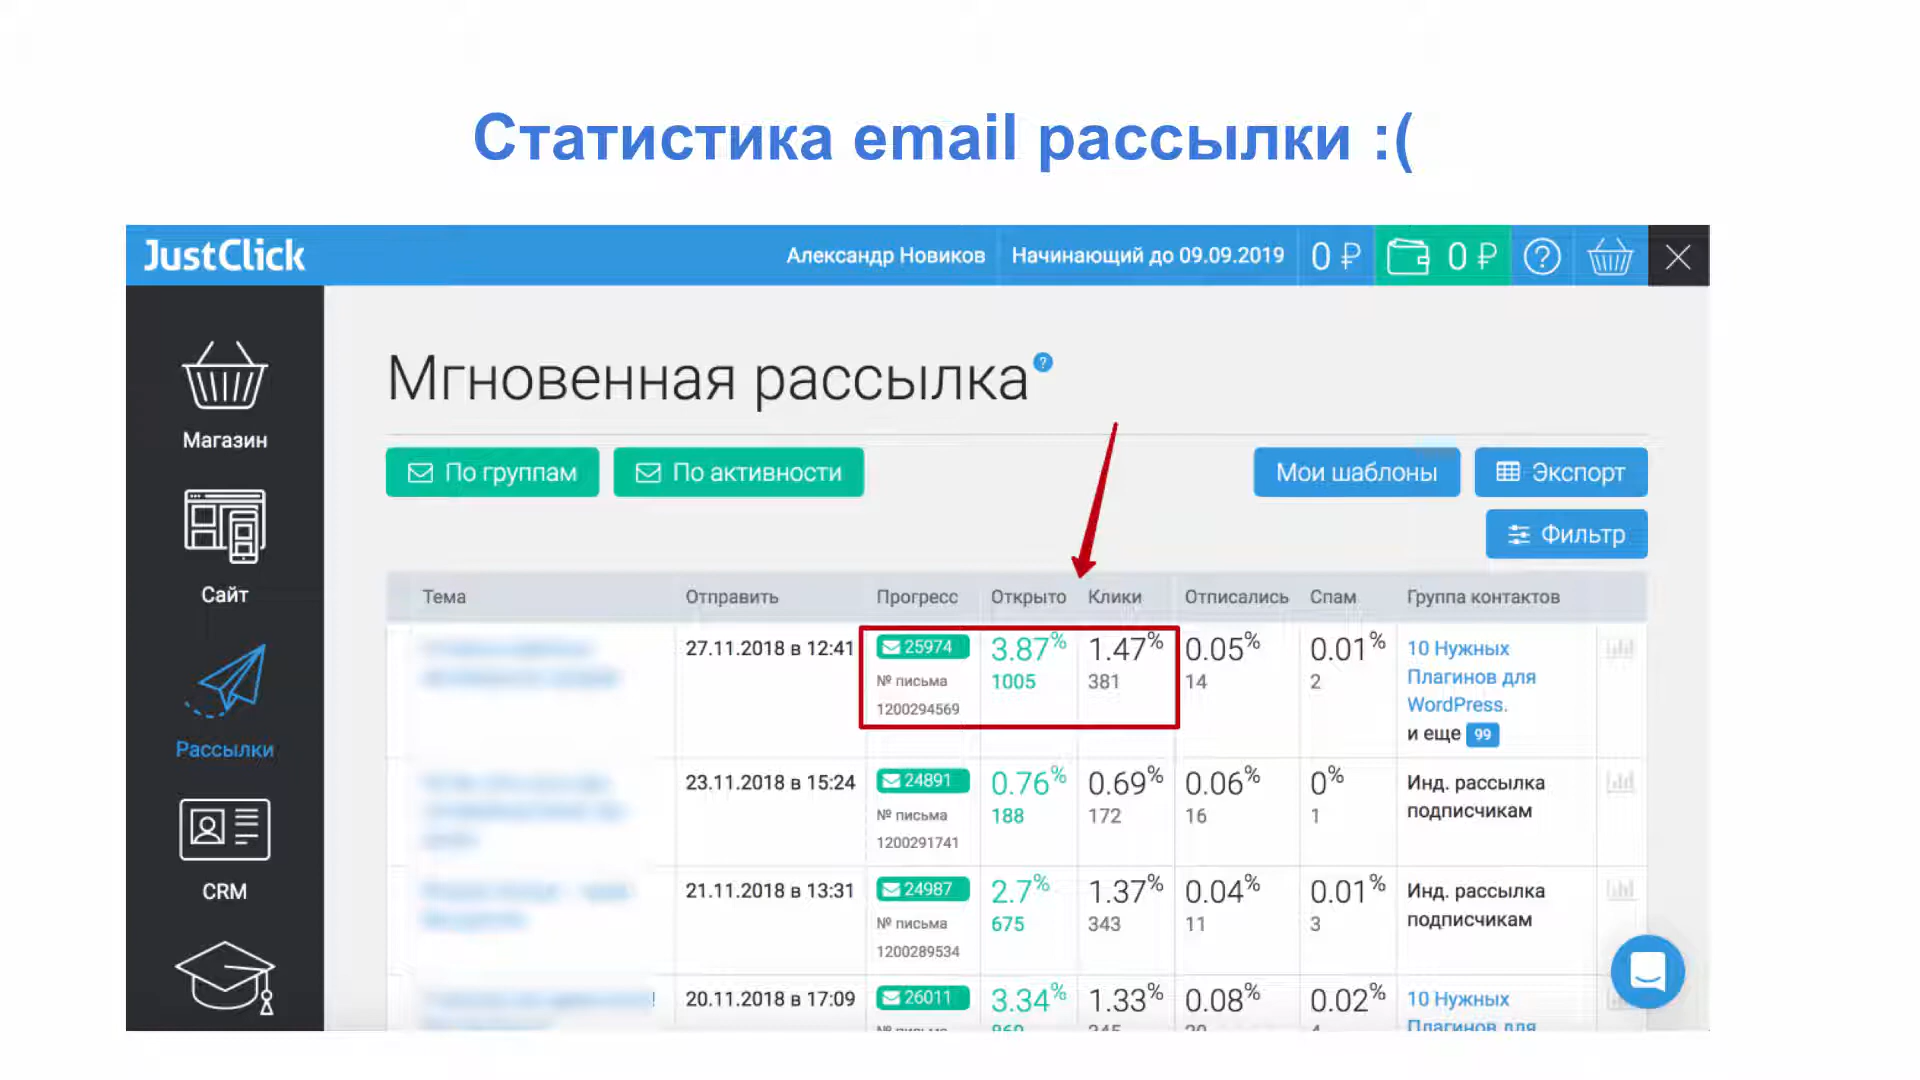 Статистика email рассылки :(
JustClick
Александр Новиков
Начинающий до 09.09.2019
0 ₽
0 ₽
?
Магазин
Сайт
Рассылки
CRM
Мгновенная рассылка ?
По группам
По активности
Мои шаблоны
Экспорт
Фильтр
Тема Отправить Прогресс Открыто Клики Отписались Спам Группа контактов
27.11.2018 в 12:41 25974 3.87% 1.47% 0.05% 0.01% 10 Нужных
№ письма 1005 381 14 2 Плагинов для
1200294569 WordPress.
и еще 99
23.11.2018 в 15:24 24891 0.76% 0.69% 0.06% 0% Инд. рассылка
№ письма 188 172 16 1 подписчикам
1200291741
21.11.2018 в 13:31 24987 2.7% 1.37% 0.04% 0.01% Инд. рассылка
№ письма 675 343 11 3 подписчикам
1200289534
20.11.2018 в 17:09 26011 3.34% 1.33% 0.08% 0.02% 10 Нужных
№ письма Плагинов для